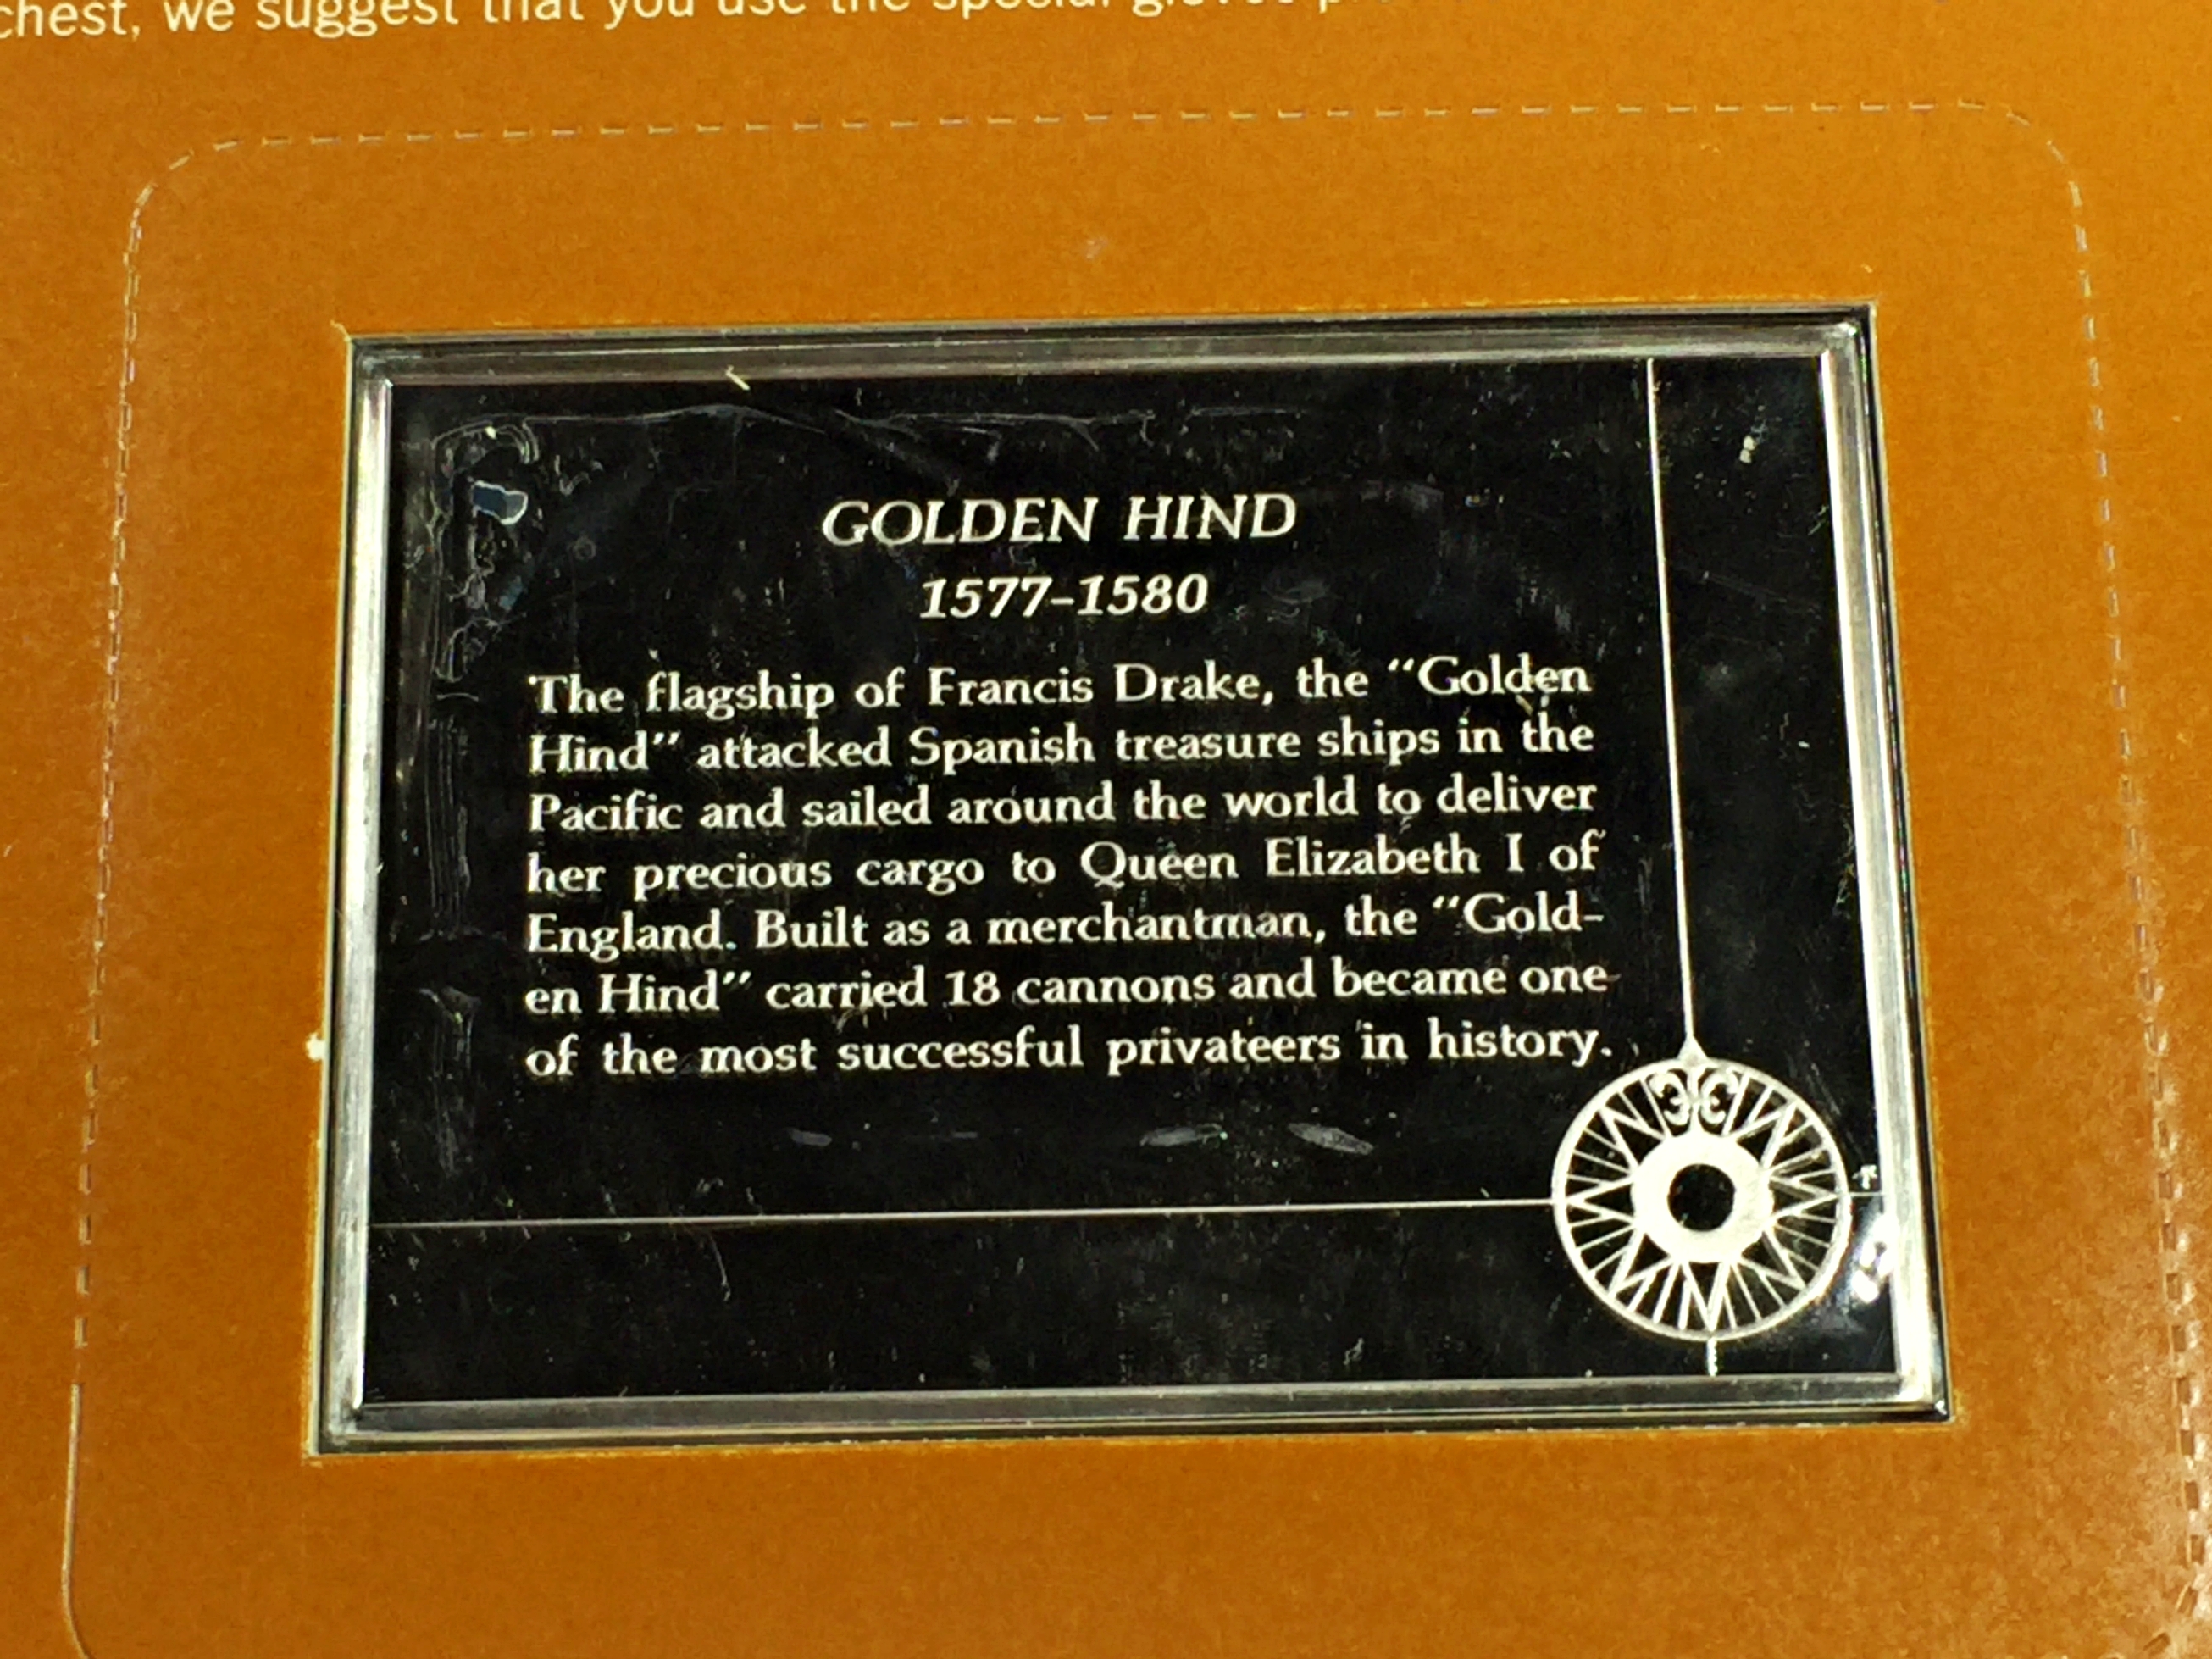 chest, we suggest that you use the special gloves
GOLDEN HIND
1577–1580
The flagship of Francis Drake, the “Golden
Hind” attacked Spanish treasure ships in the
Pacific and sailed around the world to deliver
her precious cargo to Queen Elizabeth I of
England. Built as a merchantman, the “Gold-
en Hind” carried 18 cannons and became one
of the most successful privateers in history.